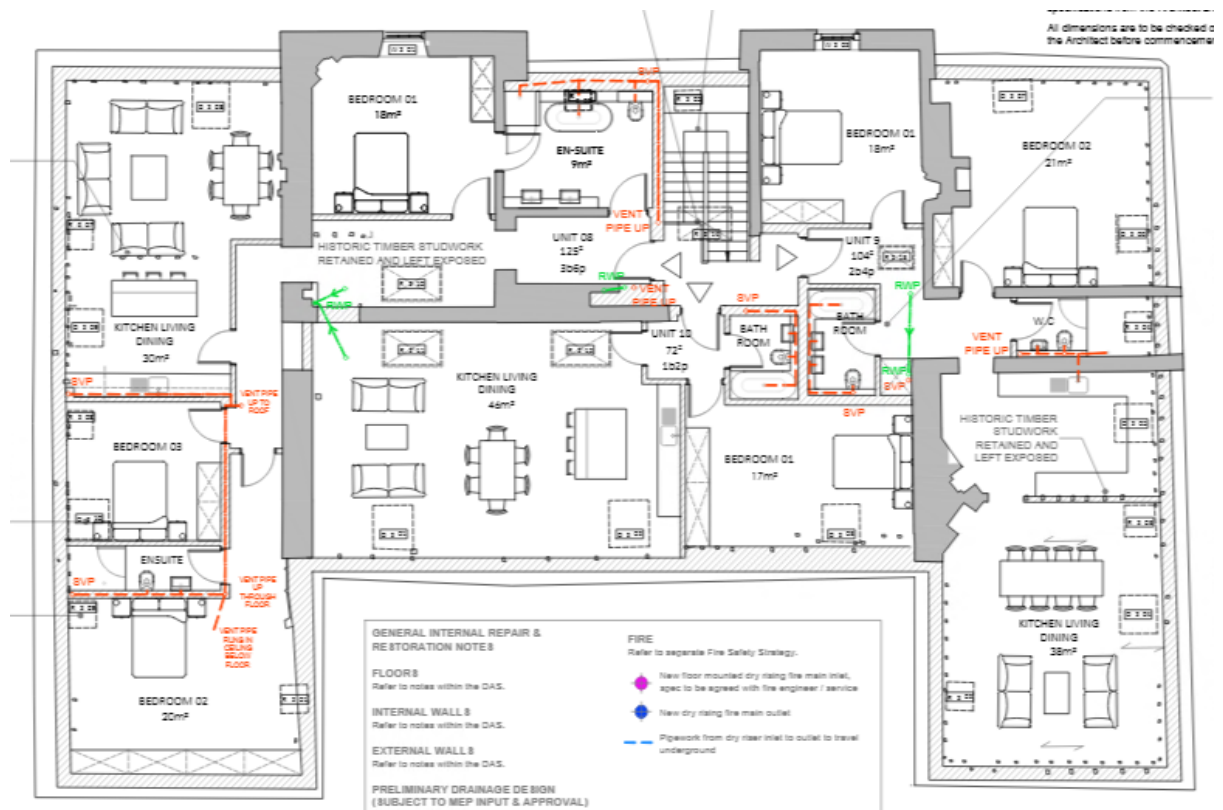 All dimensions are to be checked o
the Architect before commencemen
BEDROOM 01
18m²
SVP
EN-SUITE
9m²
BEDROOM 01
18m²
BEDROOM 02
21m²
VENT
PIPE UP
HISTORIC TIMBER STUDWORK
RETAINED AND LEFT EXPOSED
UNIT 08
125²
3b6p
UNIT 9
104²
2b4p
RWP
RWP
VENT
PIPE UP
RWP
KITCHEN LIVING
DINING
30m²
SVP
UNIT 10
72²
1b2p
BATH
ROOM
BATH
ROOM
W.C
VENT
PIPE UP
SVP
VENT PIPE
UP TO
ROOF
KITCHEN LIVING
DINING
46m²
RWP
SVP
SVP
HISTORIC TIMBER
STUDWORK
RETAINED AND
LEFT EXPOSED
BEDROOM 03
BEDROOM 01
17m²
ENSUITE
SVP
VENT PIPE
UP
THROUGH
FLOOR
VENT PIPE
RUNS IN
CEILING
BELOW
FLOOR
KITCHEN LIVING
DINING
38m²
BEDROOM 02
20m²
GENERAL INTERNAL REPAIR &
RESTORATION NOTES
FLOORS
Refer to notes within the DAS.
INTERNAL WALLS
Refer to notes within the DAS.
EXTERNAL WALLS
Refer to notes within the DAS.
PRELIMINARY DRAINAGE DESIGN
(SUBJECT TO MEP INPUT & APPROVAL)
FIRE
Refer to separate Fire Safety Strategy.
New floor mounted dry rising fire main inlet,
spec to be agreed with fire engineer / service
New dry rising fire main outlet
Pipework from dry riser inlet to outlet to travel
underground